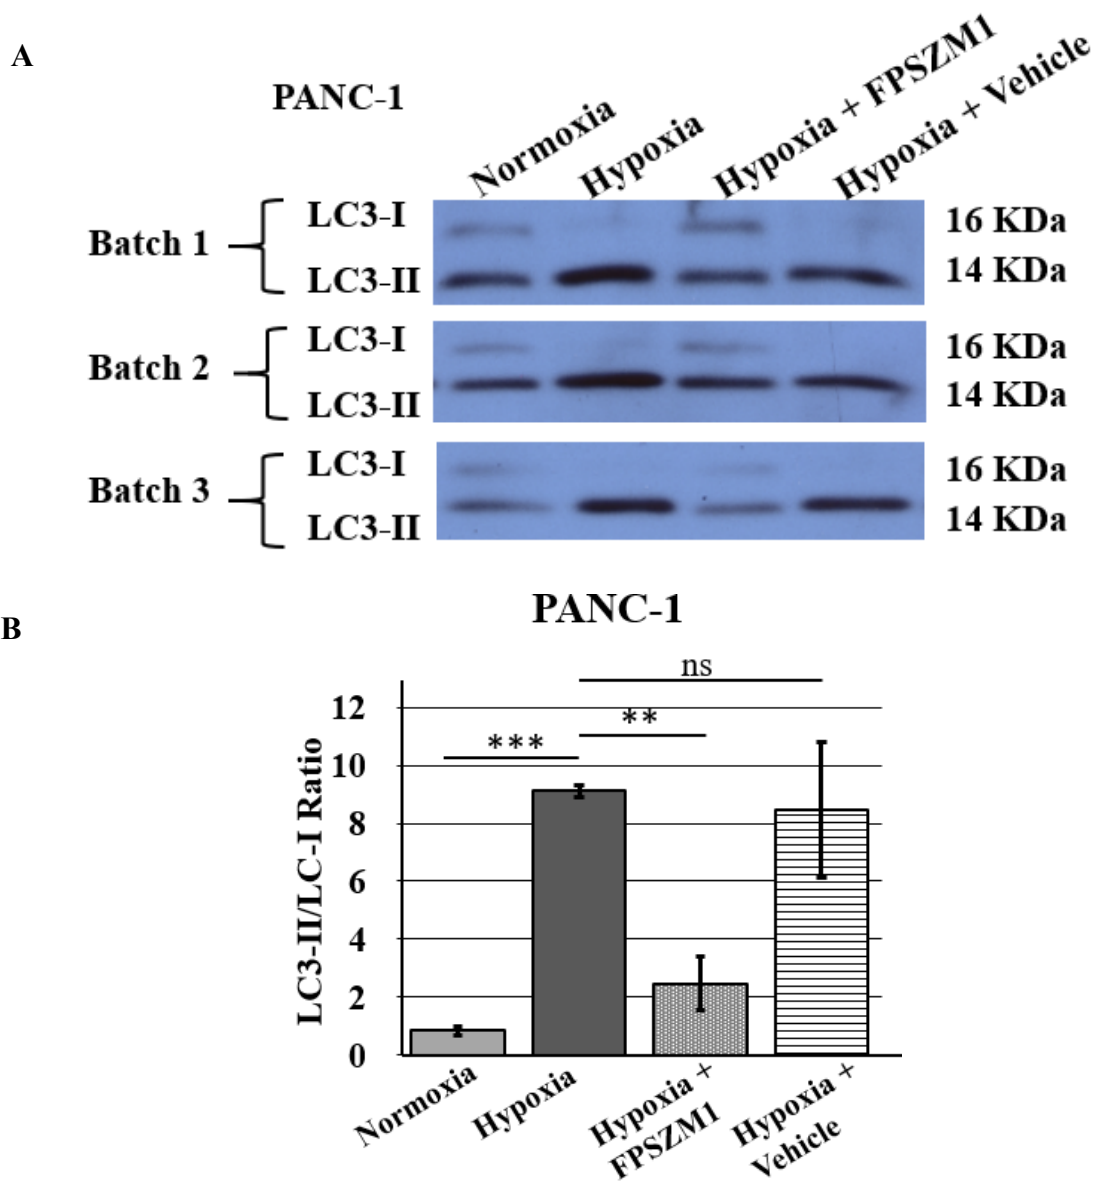 A
PANC-1
Normoxia
Hypoxia
Hypoxia + FPSZM1
Hypoxia + Vehicle
Batch 1
LC3-I
LC3-II
16 KDa
14 KDa
Batch 2
LC3-I
LC3-II
16 KDa
14 KDa
Batch 3
LC3-I
LC3-II
16 KDa
14 KDa
B
PANC-1
ns
**
***
LC3-II/LC-I Ratio
12
10
8
6
4
2
0
Normoxia
Hypoxia
Hypoxia +
FPSZM1
Hypoxia +
Vehicle